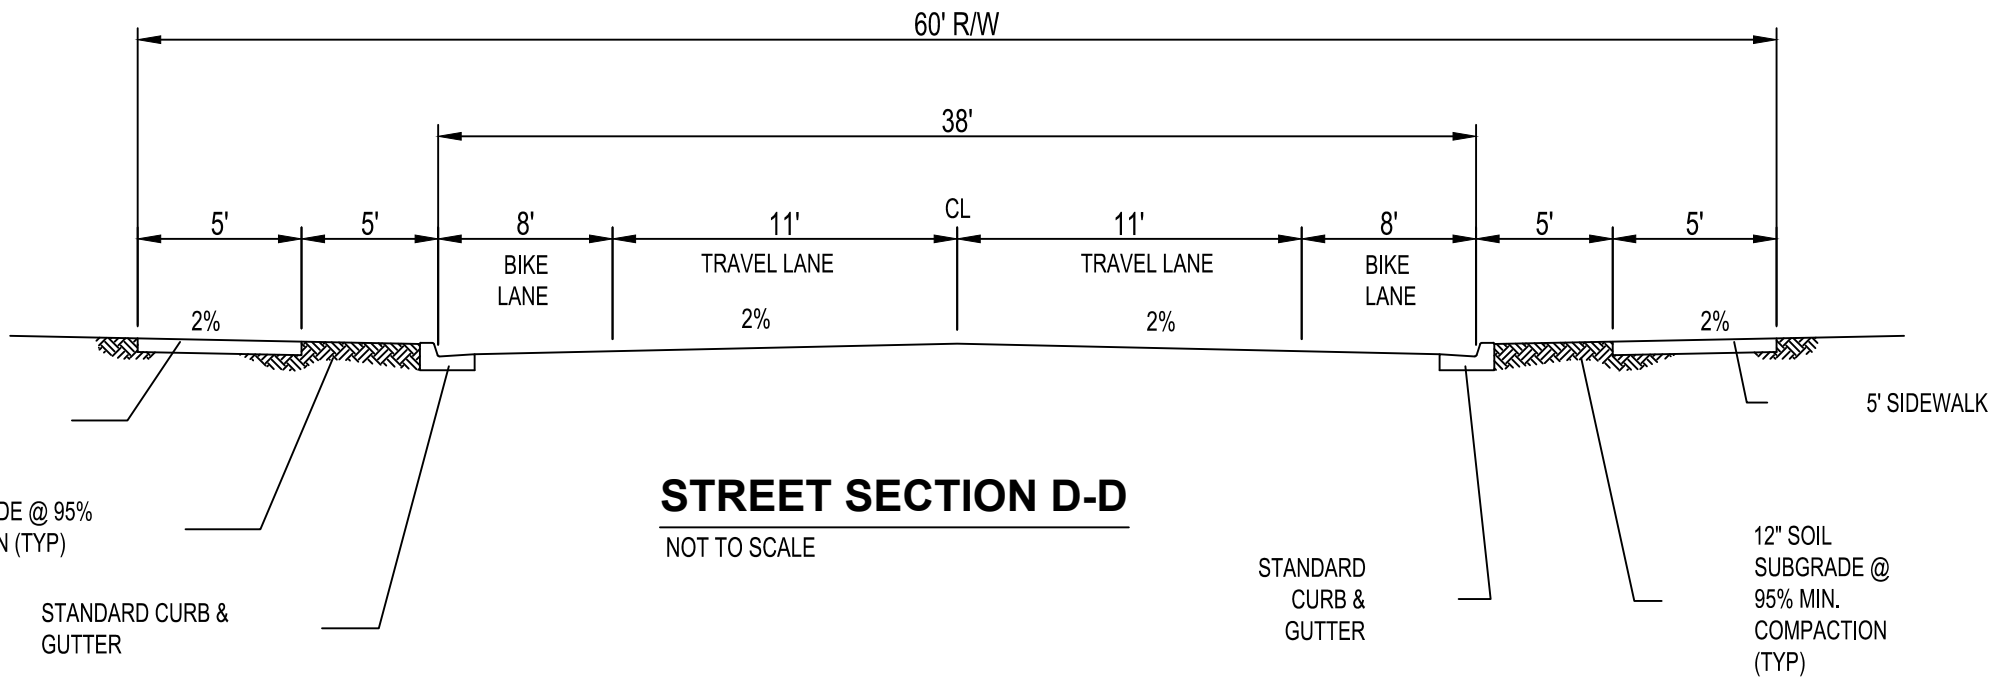 60' R/W
38'
5'
5'
8'
11'
CL
11'
8'
5'
5'
BIKE
LANE
TRAVEL LANE
TRAVEL LANE
BIKE
LANE
2%
2%
2%
2%
5' SIDEWALK
@ 95%
(TYP)
STREET SECTION D-D
NOT TO SCALE
STANDARD CURB &
GUTTER
STANDARD
CURB &
GUTTER
12" SOIL
SUBGRADE @
95% MIN.
COMPACTION
(TYP)